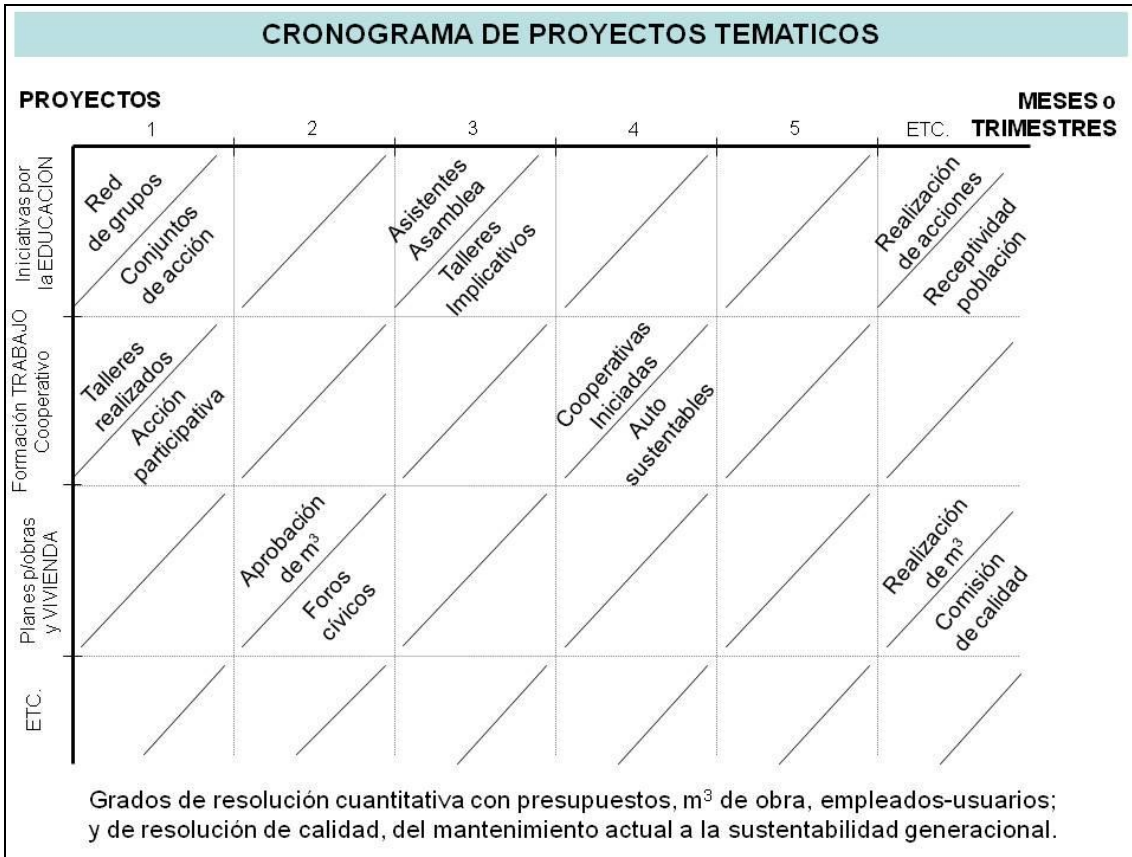 CRONOGRAMA DE PROYECTOS TEMATICOS
PROYECTOS
MESES o
TRIMESTRES
1
2
3
4
5
ETC.
Iniciativas por
la EDUCACION
Red
de grupos
Conjuntos
de acción
Asistentes
Asamblea
Talleres
Implicativos
Realización
de acciones
Receptividad
población
Formación TRABAJO
Cooperativo
Talleres
realizados
Acción
participativa
Cooperativas
Iniciadas
Auto
sustentables
Planes p/obras
y VIVIENDA
Aprobación
de m³
Foros
cívicos
Realización
de m³
Comisión
de calidad
ETC.
Grados de resolución cuantitativa con presupuestos, m³ de obra, empleados-usuarios;
y de resolución de calidad, del mantenimiento actual a la sustentabilidad generacional.